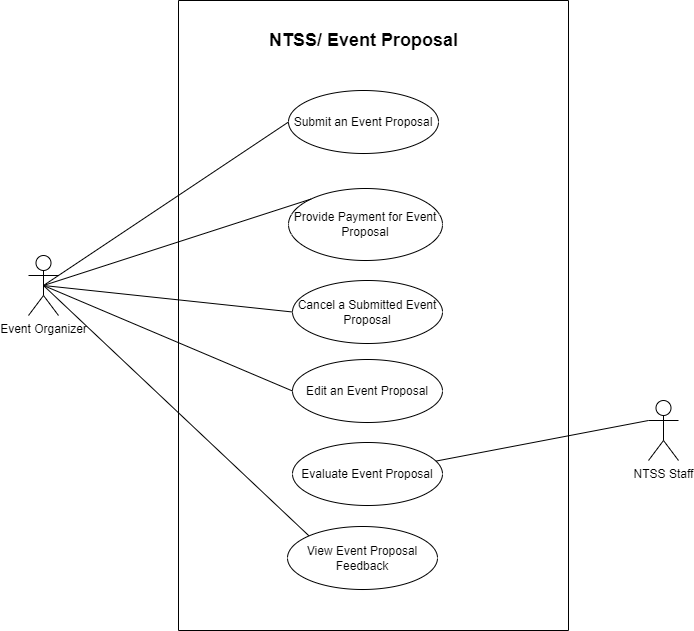 NTSS/ Event Proposal
Submit an Event Proposal
Provide Payment for Event
Proposal
Cancel a Submitted Event
Proposal
Event Organizer
Edit an Event Proposal
Evaluate Event Proposal
NTSS Staff
View Event Proposal
Feedback